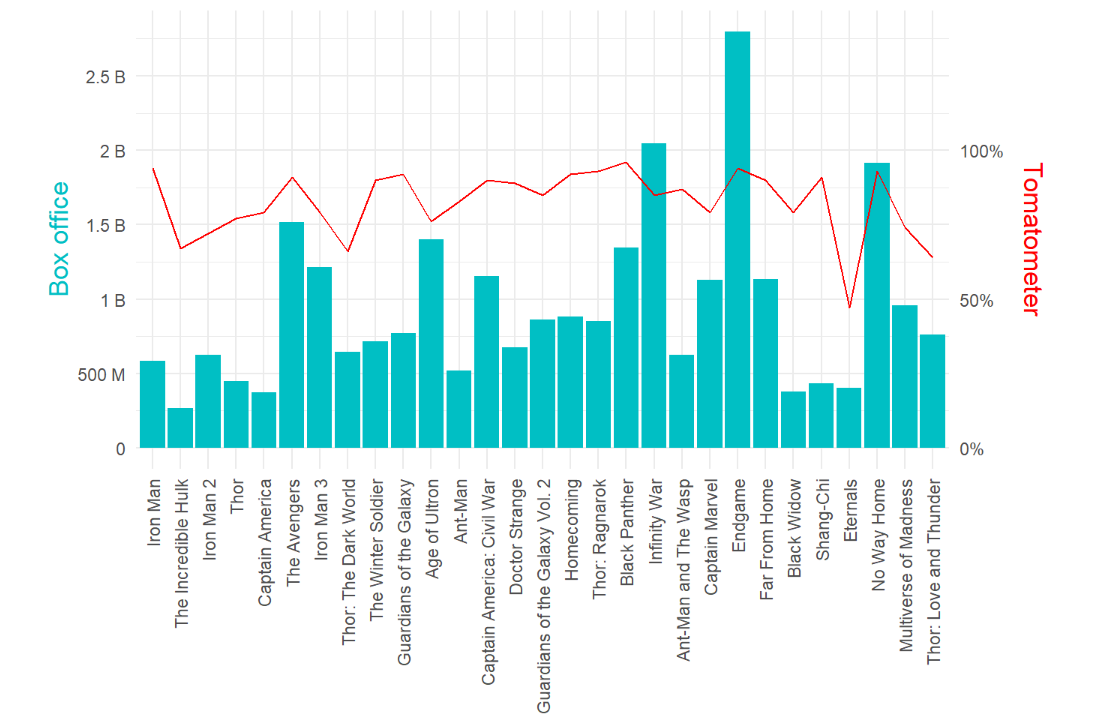 Box office
2.5 B
2 B
1.5 B
1 B
500 M
0
100%
50%
0%
Tomatometer
Iron Man
The Incredible Hulk
Iron Man 2
Thor
Captain America
The Avengers
Iron Man 3
Thor: The Dark World
The Winter Soldier
Guardians of the Galaxy
Age of Ultron
Ant-Man
Captain America: Civil War
Doctor Strange
Guardians of the Galaxy Vol. 2
Homecoming
Thor: Ragnarok
Black Panther
Infinity War
Ant-Man and The Wasp
Captain Marvel
Endgame
Far From Home
Black Widow
Shang-Chi
Eternals
No Way Home
Multiverse of Madness
Thor: Love and Thunder